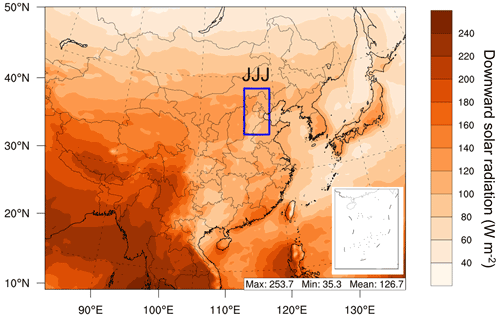 50°N
40°N
30°N
20°N
10°N
JJJ
Max: 253.7 Min: 35.3 Mean: 126.7
90°E 100°E 110°E 120°E 130°E
240
220
200
180
160
140
120
100
80
60
40
Downward solar radiation (W m-2)